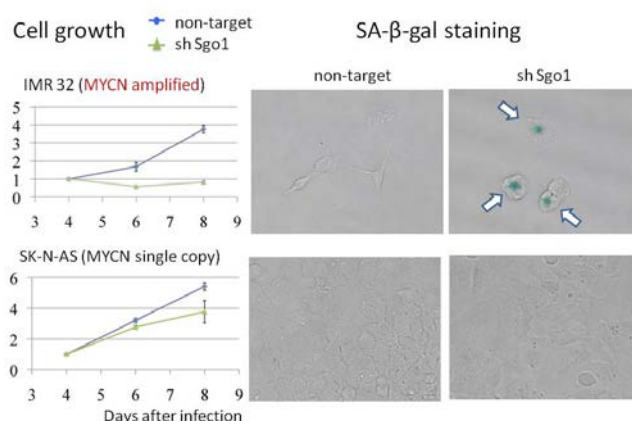 Cell growth
non-target
sh Sgo1
SA-β-gal staining
IMR 32 (MYCN amplified)
5
4
3
2
1
0
3 4 5 6 7 8 9
non-target
sh Sgo1
SK-N-AS (MYCN single copy)
6
4
2
0
3 4 5 6 7 8 9
Days after infection